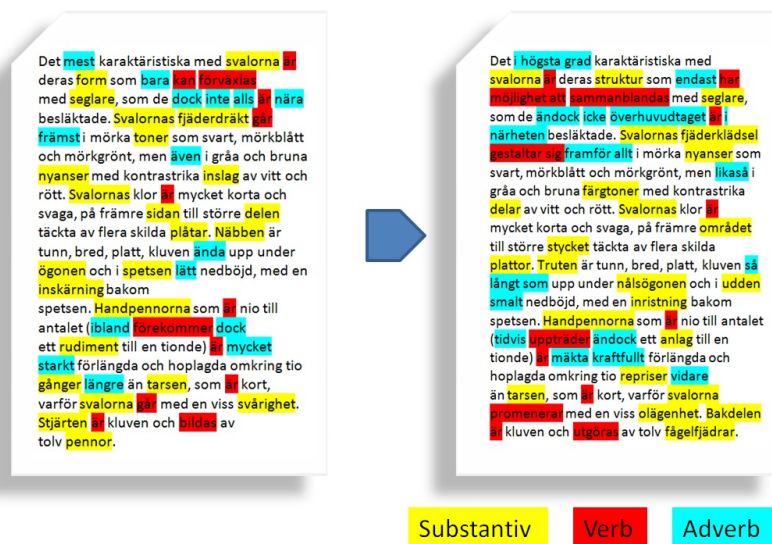 Det mest karaktäristiska med svalorna är
deras form som bara kan förväxlas
med seglare, som de dock inte alls är nära
besläktade. Svalornas fjäderdräkt går
främst i mörka toner som svart, mörkblått
och mörkgrönt, men även i gråa och bruna
nyanser med kontrastrika inslag av vitt och
rött. Svalornas klor är mycket korta och
svaga, på främre sidan till större delen
täckta av flera skilda plåtar. Näbben är
tunn, bred, platt, kluven ända upp under
ögonen och i spetsen lätt nedböjd, med en
inskärning bakom
spetsen. Handpennorna som är nio till
antalet (ibland förekommer dock
ett rudiment till en tionde) är mycket
starkt förlängda och hoplagda omkring tio
gånger längre än tarsen, som är kort,
varför svalorna går med en viss svårighet.
Stjärten är kluven och bildas av
tolv pennor.
Det i högsta grad karaktäristiska med
svalorna är deras struktur som endast har
möjlighet att sammanblandas med seglare,
som de ändock icke överhuvudtaget är i
närheten besläktade. Svalornas fjäderklädsel
gestaltar sig framför allt i mörka nyanser som
svart, mörkblått och mörkgrönt, men likaså i
gråa och bruna färgtoner med kontrastrika
delar av vitt och rött. Svalornas klor är
mycket korta och svaga, på främre området
till större stycket täckta av flera skilda
plattor. Truten är tunn, bred, platt, kluven så
långt som upp under nålsögonen och i udden
smalt nedböjd, med en inristning bakom
spetsen. Handpennorna som är nio till antalet
(tidvis uppträder ändock ett anlag till en
tionde) är mäkta kraftfullt förlängda och
hoplagda omkring tio repriser vidare
än tarsen, som är kort, varför svalorna
promenerar med en viss olägenhet. Bakdelen
är kluven och utgöras av tolv fågelfjädrar.
Substantiv Verb Adverb